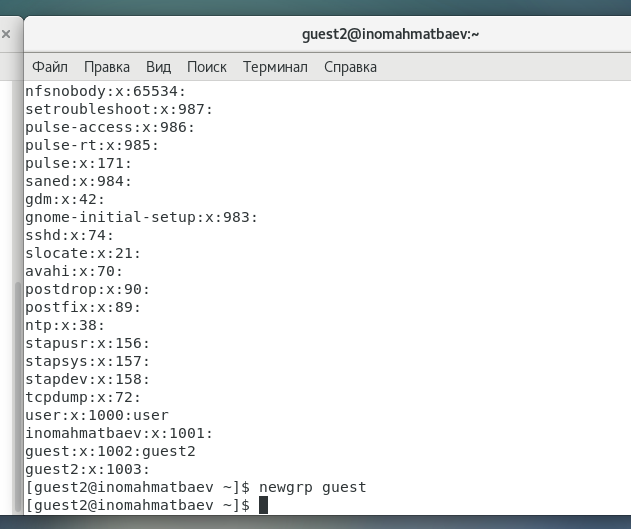 guest2@inomahmatbaev:~
Файл Правка Вид Поиск Терминал Справка
nfsnobody:x:65534:
setroubleshoot:x:987:
pulse-access:x:986:
pulse-rt:x:985:
pulse:x:171:
saned:x:984:
gdm:x:42:
gnome-initial-setup:x:983:
sshd:x:74:
slocate:x:21:
avahi:x:70:
postdrop:x:90:
postfix:x:89:
ntp:x:38:
stapusr:x:156:
stapsys:x:157:
stapdev:x:158:
tcpdump:x:72:
user:x:1000:user
inomahmatbaev:x:1001:
guest:x:1002:guest2
guest2:x:1003:
[guest2@inomahmatbaev ~]$ newgrp guest
[guest2@inomahmatbaev ~]$